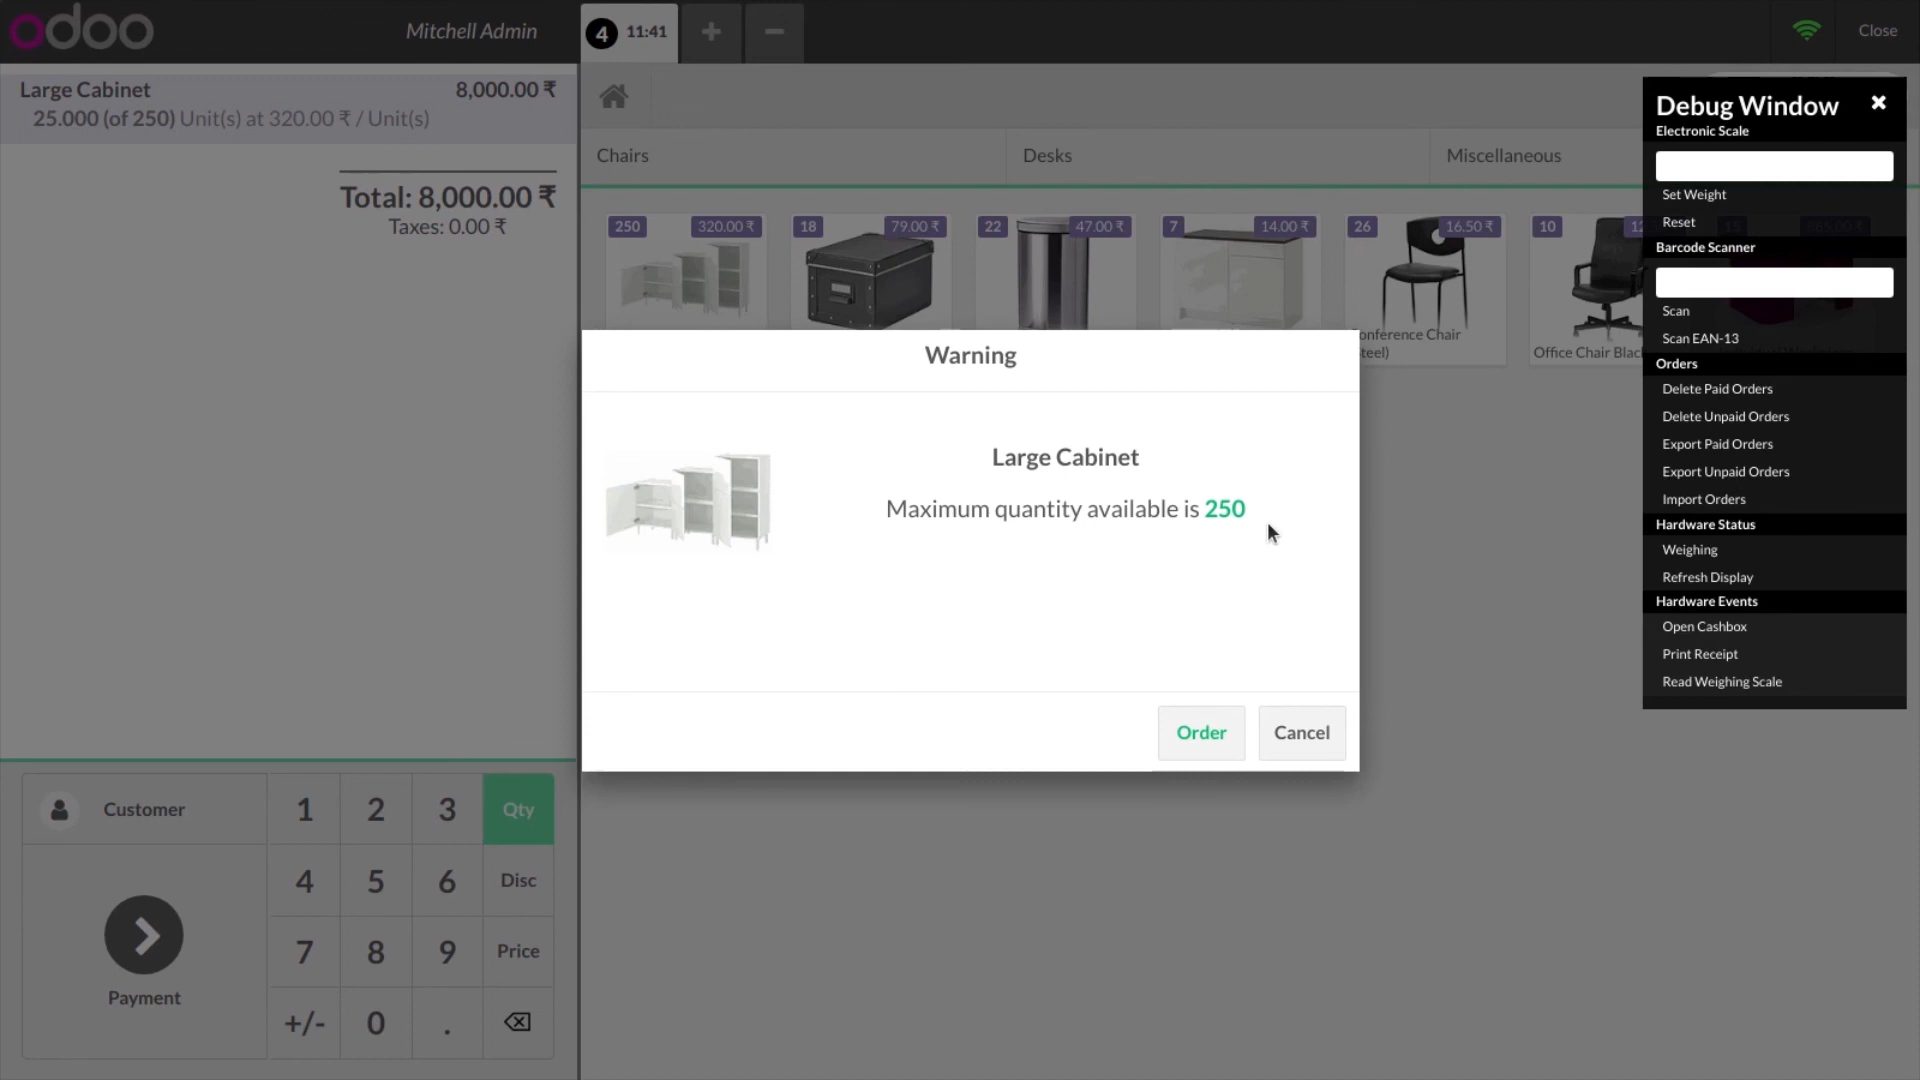 odoo
Mitchell Admin
4 11:41
Close
Large Cabinet 8,000.00 ₹
25.000 (of 250) Unit(s) at 320.00 ₹ / Unit(s)
Total: 8,000.00 ₹
Taxes: 0.00 ₹
Chairs Desks Miscellaneous
250 320.00 ₹ 18 79.00 ₹ 22 47.00 ₹ 7 14.00 ₹ 26 16.50 ₹ 10
onference Chair
teel)
Office Chair Blac
Warning
Large Cabinet
Maximum quantity available is 250
Order Cancel
Customer
Payment
1 2 3 Qty
4 5 6 Disc
7 8 9 Price
+/- 0 .
Debug Window
Electronic Scale
Set Weight
Reset
Barcode Scanner
Scan
Scan EAN-13
Orders
Delete Paid Orders
Delete Unpaid Orders
Export Paid Orders
Export Unpaid Orders
Import Orders
Hardware Status
Weighing
Refresh Display
Hardware Events
Open Cashbox
Print Receipt
Read Weighing Scale